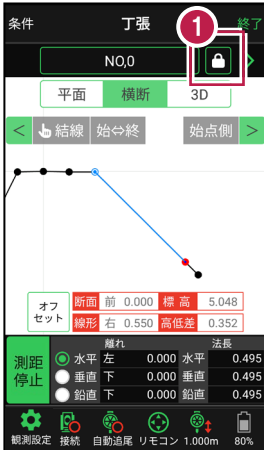 条件 丁張 終了
1
NO,0
平面 横断 3D
< 結線 始⇔終 始点側 >
オフセット
断面 前 0.000 標高 5.048
線形 右 0.550 高低差 0.352
離れ 法長
測距停止
水平 左 0.000 水平 0.495
垂直 下 0.000 垂直 0.495
鉛直 下 0.000 鉛直 0.495
観測設定 接続 自動追尾 リモコン 1.000m 80%